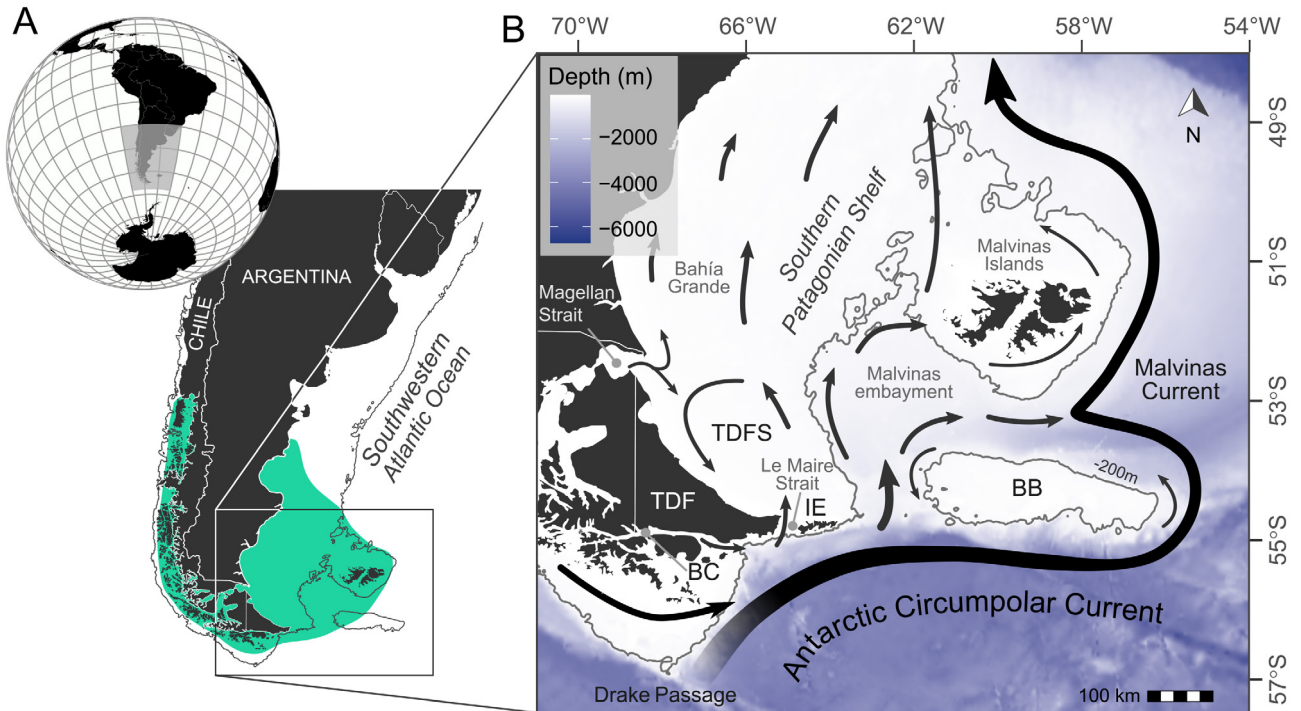 A
ARGENTINA
CHILE
Southwestern
Atlantic Ocean
B
70°W
66°W
62°W
58°W
54°W
Depth (m)
−2000
−4000
−6000
N
49°S
51°S
53°S
55°S
57°S
Southern
Patagonian Shelf
Bahía
Grande
Magellan
Strait
Malvinas
Islands
Malvinas
embayment
Malvinas
Current
TDFS
Le Maire
Strait
IE
TDF
BC
BB
-200m
Antarctic Circumpolar Current
Drake Passage
100 km